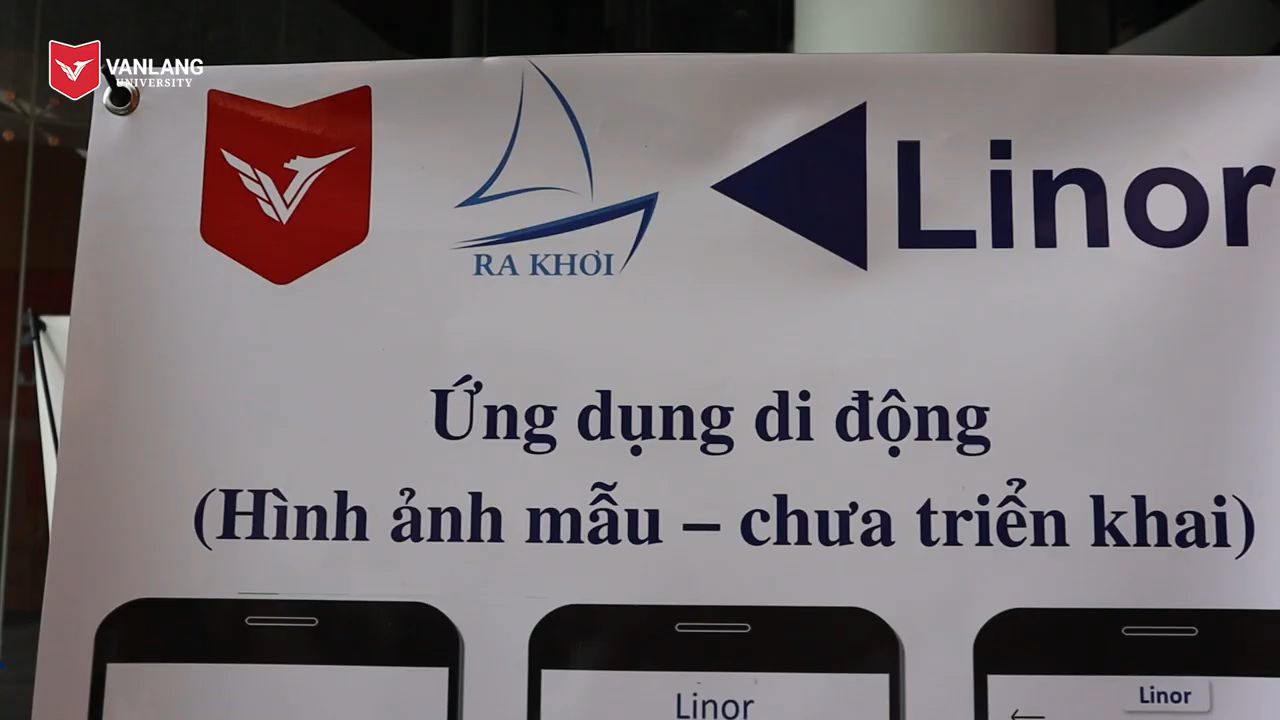 VANLANG
UNIVERSITY
RA KHƠI
Linor
Ứng dụng di động
(Hình ảnh mẫu – chưa triển khai)
Linor
Linor